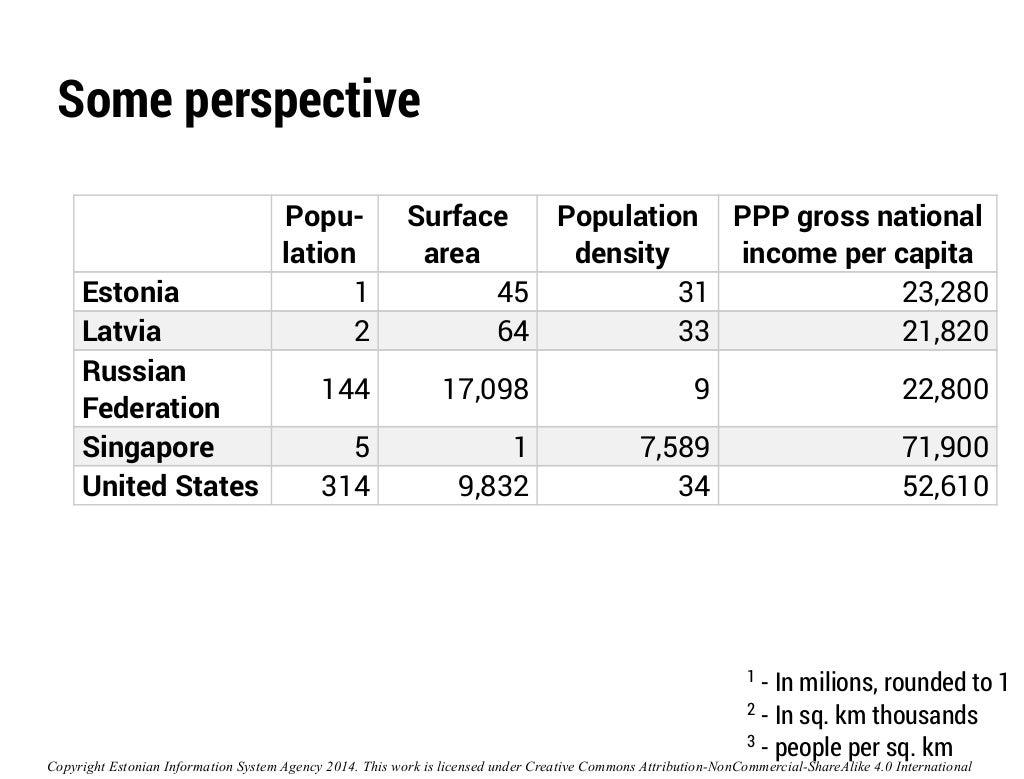 Some perspective
Popu- Surface Population PPP gross national
lation area density income per capita
Estonia 1 45 31 23,280
Latvia 2 64 33 21,820
Russian
Federation 144 17,098 9 22,800
Singapore 5 1 7,589 71,900
United States 314 9,832 34 52,610
1 - In milions, rounded to 1
2 - In sq. km thousands
3 - people per sq. km
Copyright Estonian Information System Agency 2014. This work is licensed under Creative Commons Attribution-NonCommercial-ShareAlike 4.0 International